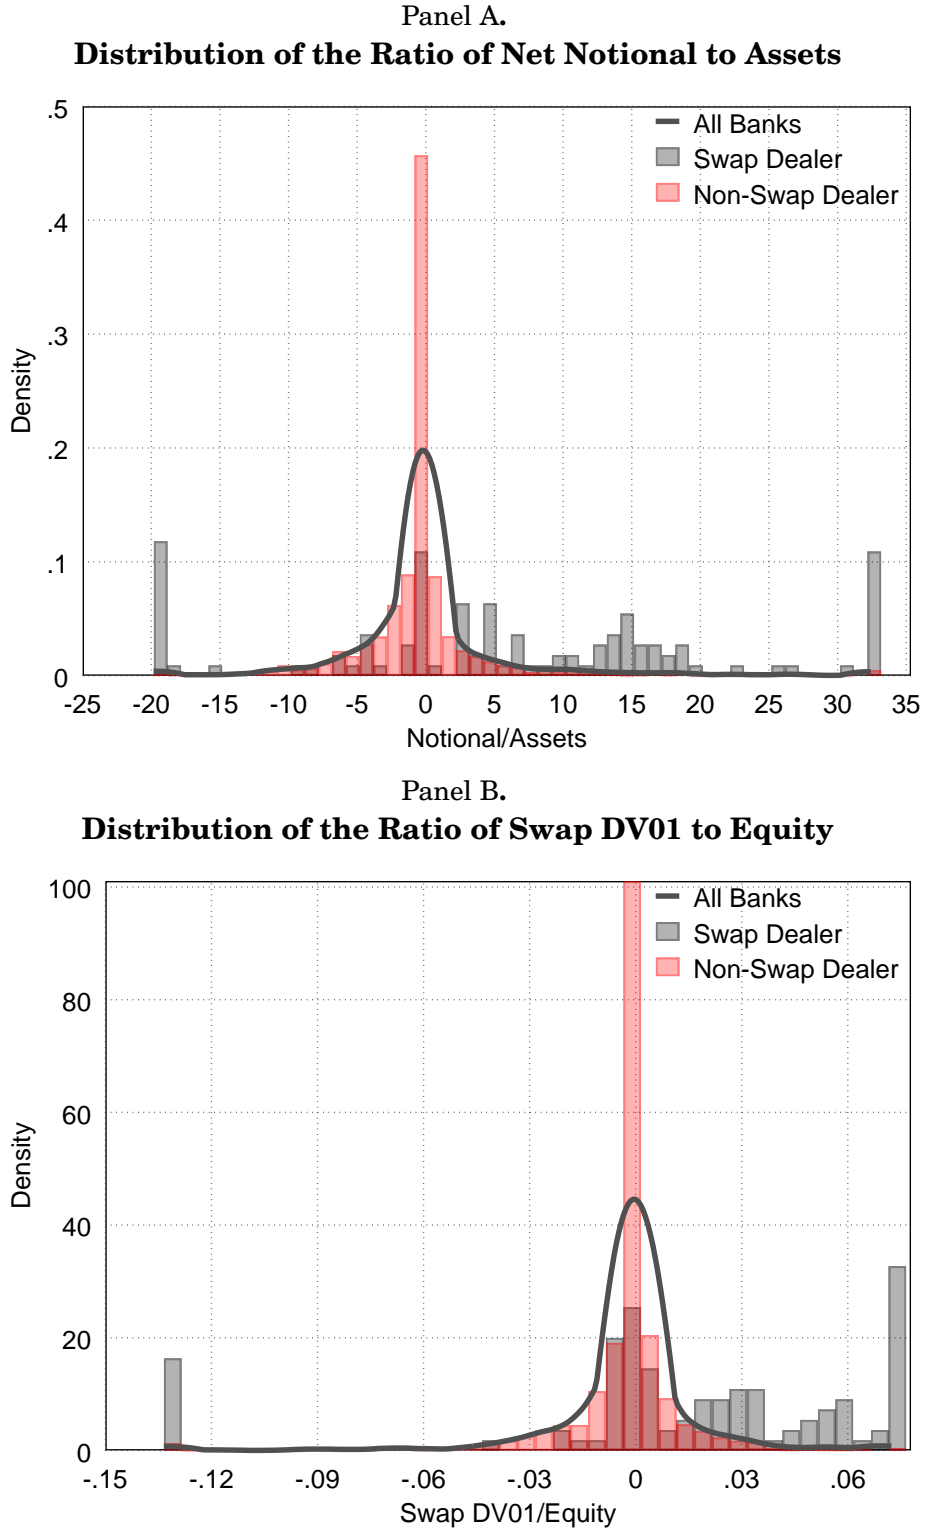 Panel A.
Distribution of the Ratio of Net Notional to Assets
.5
.4
.3
.2
.1
0
Density
All Banks
Swap Dealer
Non-Swap Dealer
-25 -20 -15 -10 -5 0 5 10 15 20 25 30 35
Notional/Assets
Panel B.
Distribution of the Ratio of Swap DV01 to Equity
100
80
60
40
20
0
Density
All Banks
Swap Dealer
Non-Swap Dealer
-.15 -.12 -.09 -.06 -.03 0 .03 .06
Swap DV01/Equity